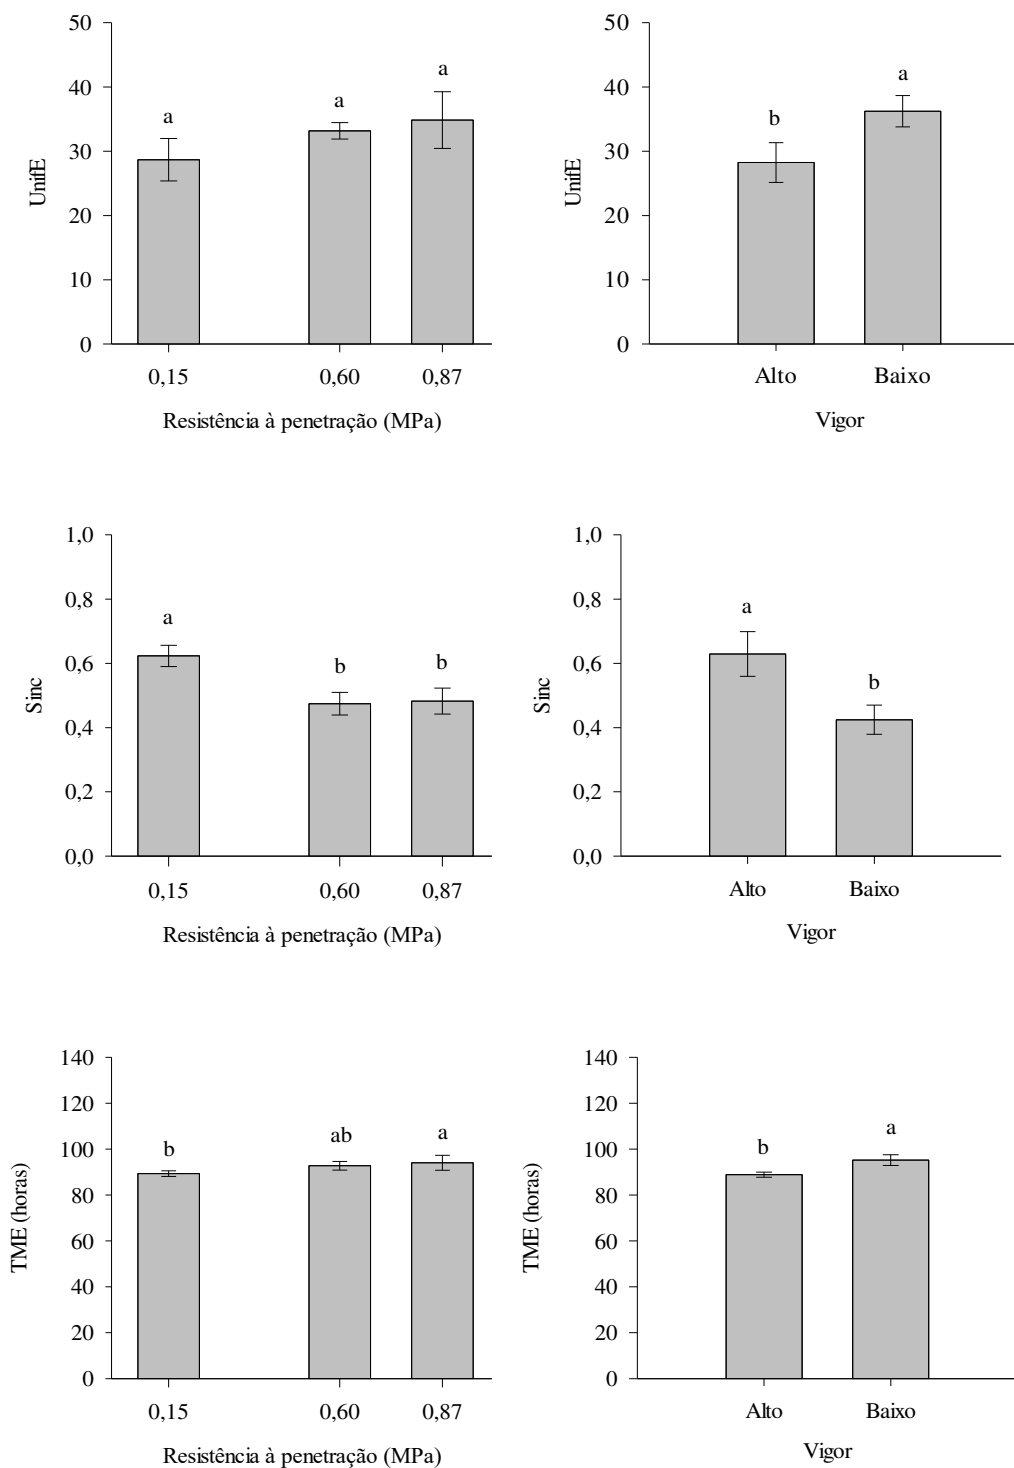 50
40
30
20
10
0
UnifE
a
a
a
0,15
0,60
0,87
Resistência à penetração (MPa)
50
40
30
20
10
0
UnifE
b
a
Alto
Baixo
Vigor
1,0
0,8
0,6
0,4
0,2
0,0
Sinc
a
b
b
0,15
0,60
0,87
Resistência à penetração (MPa)
1,0
0,8
0,6
0,4
0,2
0,0
Sinc
a
b
Alto
Baixo
Vigor
140
120
100
80
60
40
20
0
TME (horas)
b
ab
a
0,15
0,60
0,87
Resistência à penetração (MPa)
140
120
100
80
60
40
20
0
TME (horas)
b
a
Alto
Baixo
Vigor